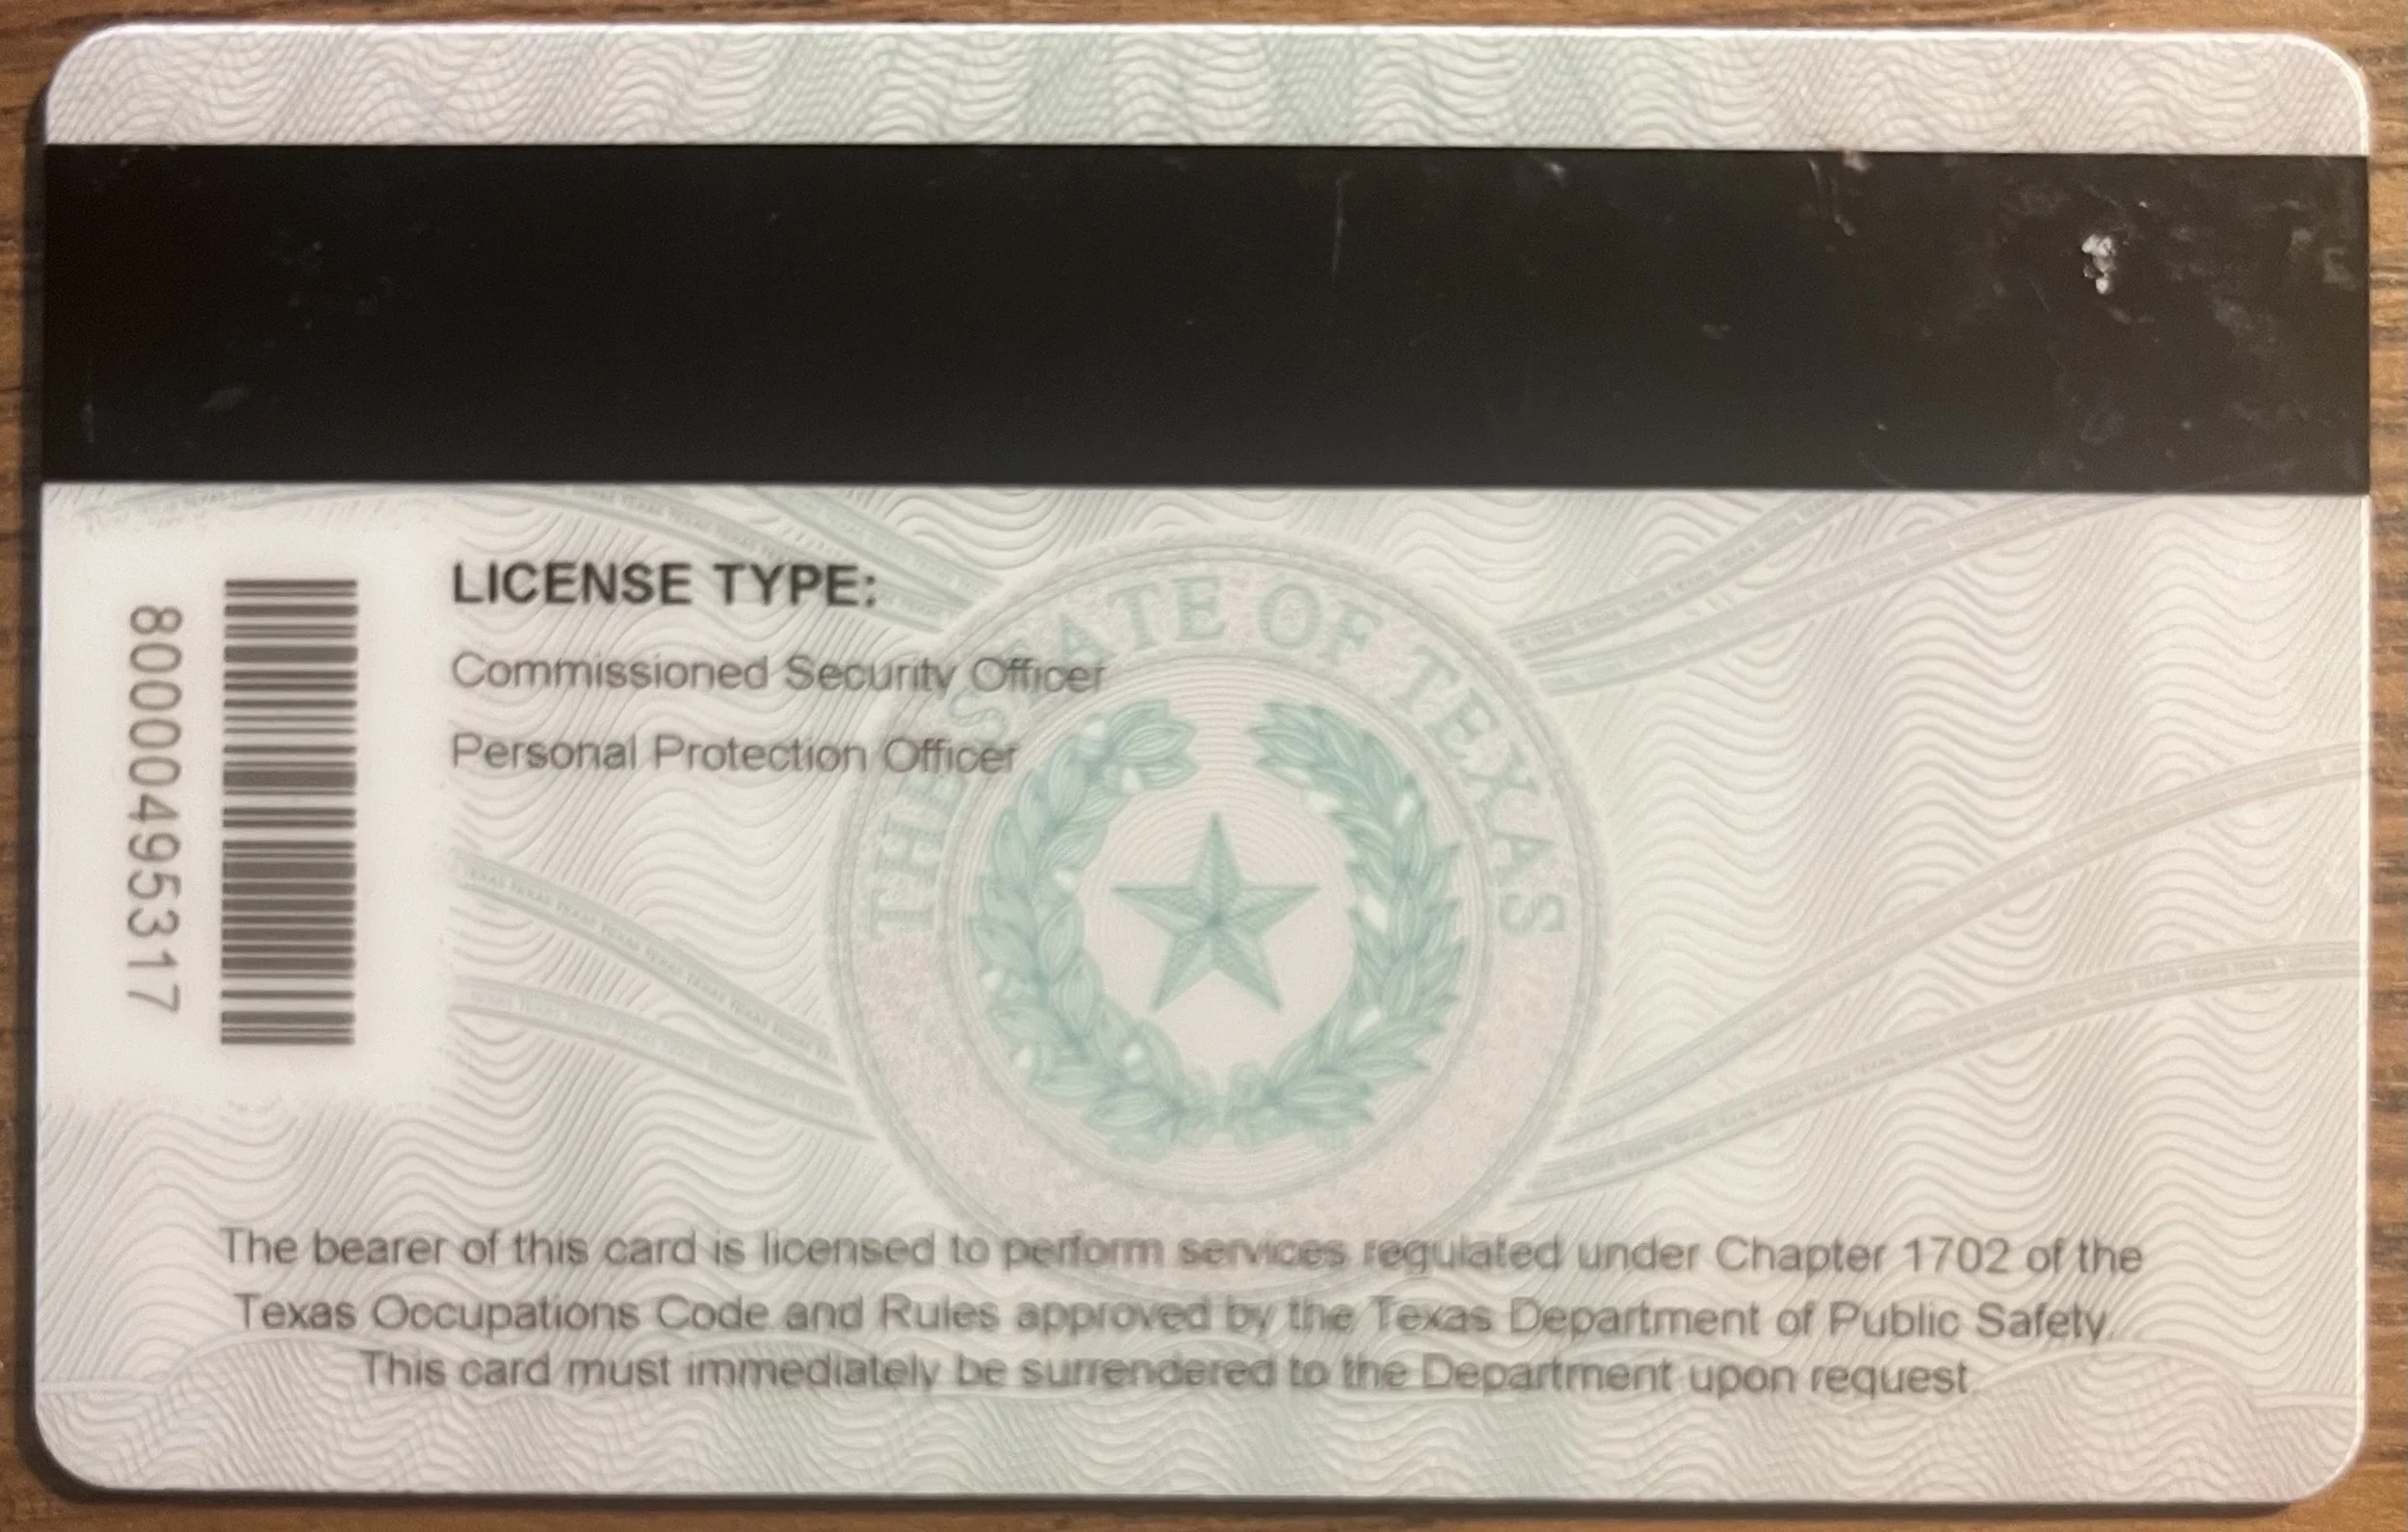 LICENSE TYPE:
Commissioned Security Officer
Personal Protection Officer
80000495317
THE STATE OF TEXAS
The bearer of this card is licensed to perform services regulated under Chapter 1702 of the
Texas Occupations Code and Rules approved by the Texas Department of Public Safety.
This card must immediately be surrendered to the Department upon request.